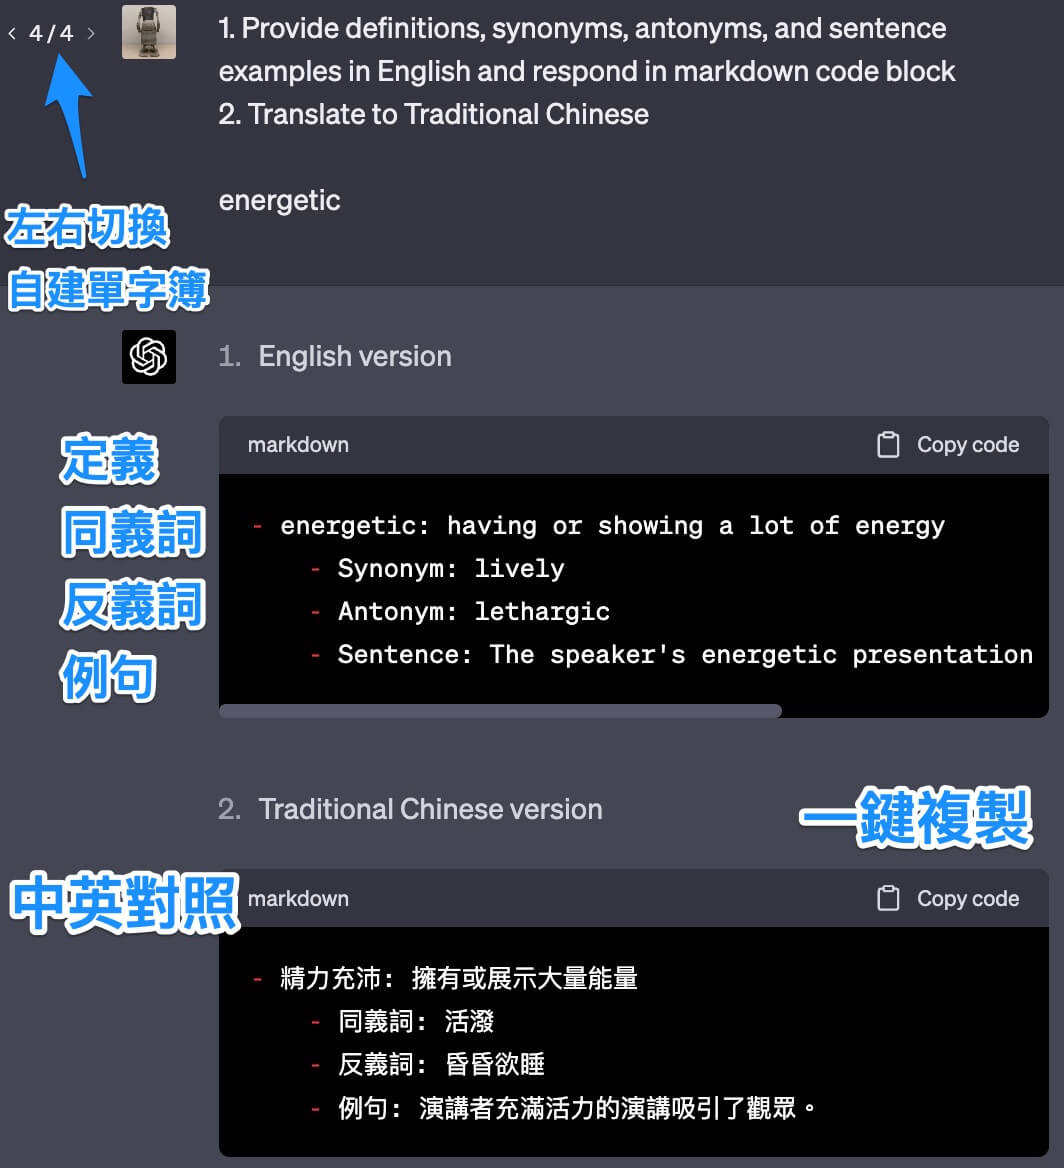 < 4 / 4 >
1. Provide definitions, synonyms, antonyms, and sentence
examples in English and respond in markdown code block
2. Translate to Traditional Chinese
energetic
左右切換
自建單字簿
1. English version
markdown
Copy code
定義
同義詞
反義詞
例句
- energetic: having or showing a lot of energy
- Synonym: lively
- Antonym: lethargic
- Sentence: The speaker's energetic presentation
2. Traditional Chinese version
一鍵複製
中英對照
markdown
Copy code
- 精力充沛: 擁有或展示大量能量
- 同義詞: 活潑
- 反義詞: 昏昏欲睡
- 例句: 演講者充滿活力的演講吸引了觀眾。